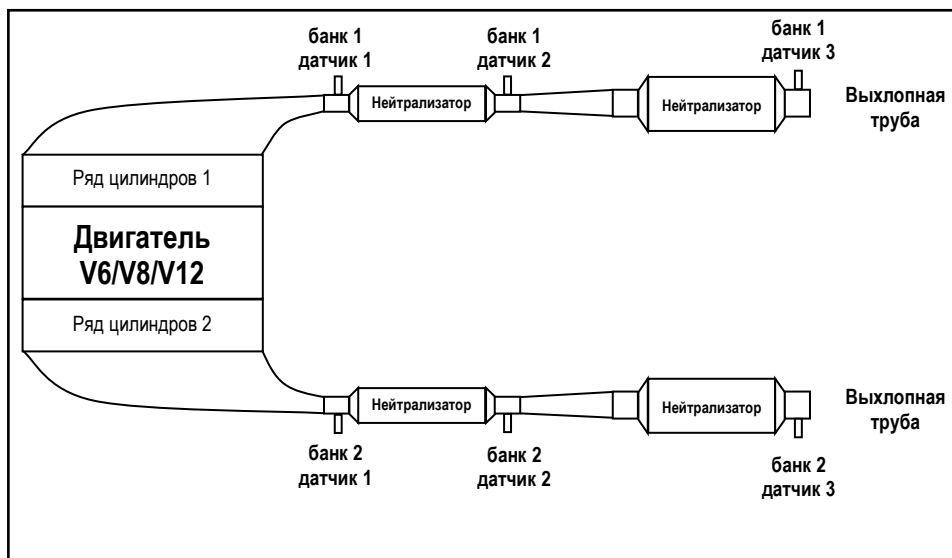 банк 1
датчик 1
банк 1
датчик 2
банк 1
датчик 3
Нейтрализатор
Нейтрализатор
Выхлопная
труба
Ряд цилиндров 1
Двигатель
V6/V8/V12
Ряд цилиндров 2
Нейтрализатор
Нейтрализатор
Выхлопная
труба
банк 2
датчик 1
банк 2
датчик 2
банк 2
датчик 3